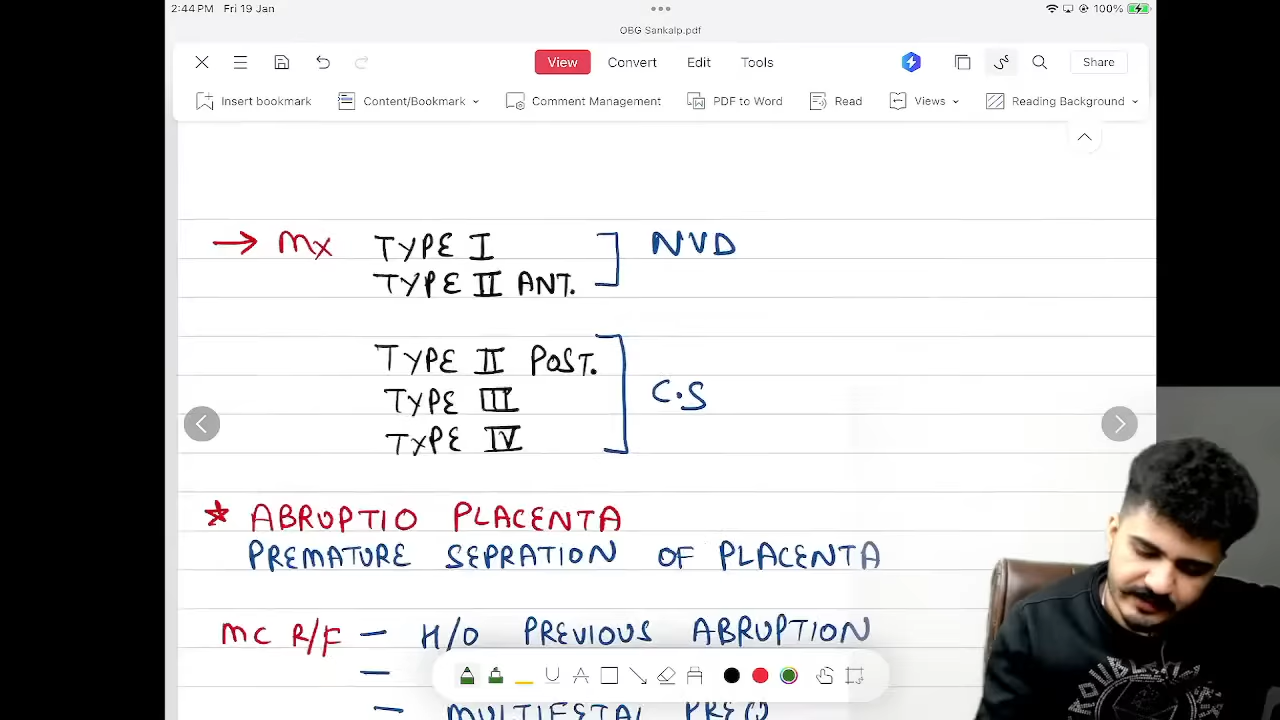 2:44 PM Fri 19 Jan
100%
OBG Sankalp.pdf
View Convert Edit Tools
Share
Insert bookmark Content/Bookmark Comment Management PDF to Word Read Views Reading Background
→ Mx TYPE I
TYPE II ANT.
NVD
TYPE II POST.
TYPE III
TYPE IV
C.S
* ABRUPTIO PLACENTA
PREMATURE SEPRATION OF PLACENTA
MC R/F — H/O PREVIOUS ABRUPTION
— MULTIFETAL PREG